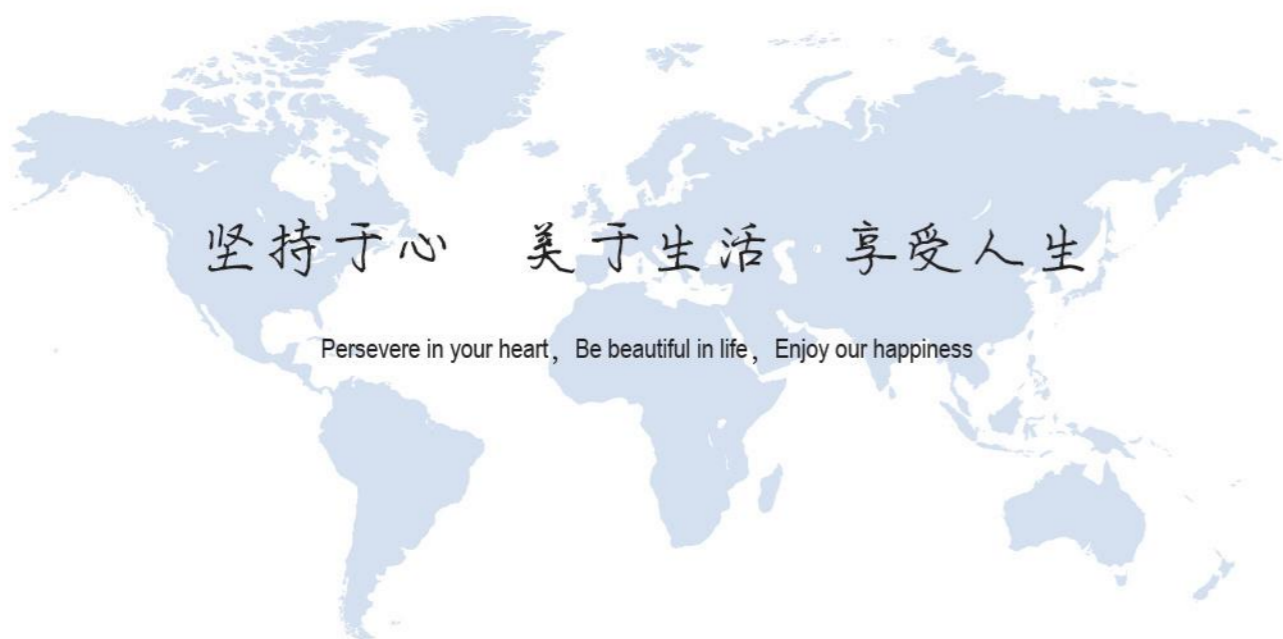 坚持于心 美于生活 享受人生
Persevere in your heart，Be beautiful in life，Enjoy our happiness